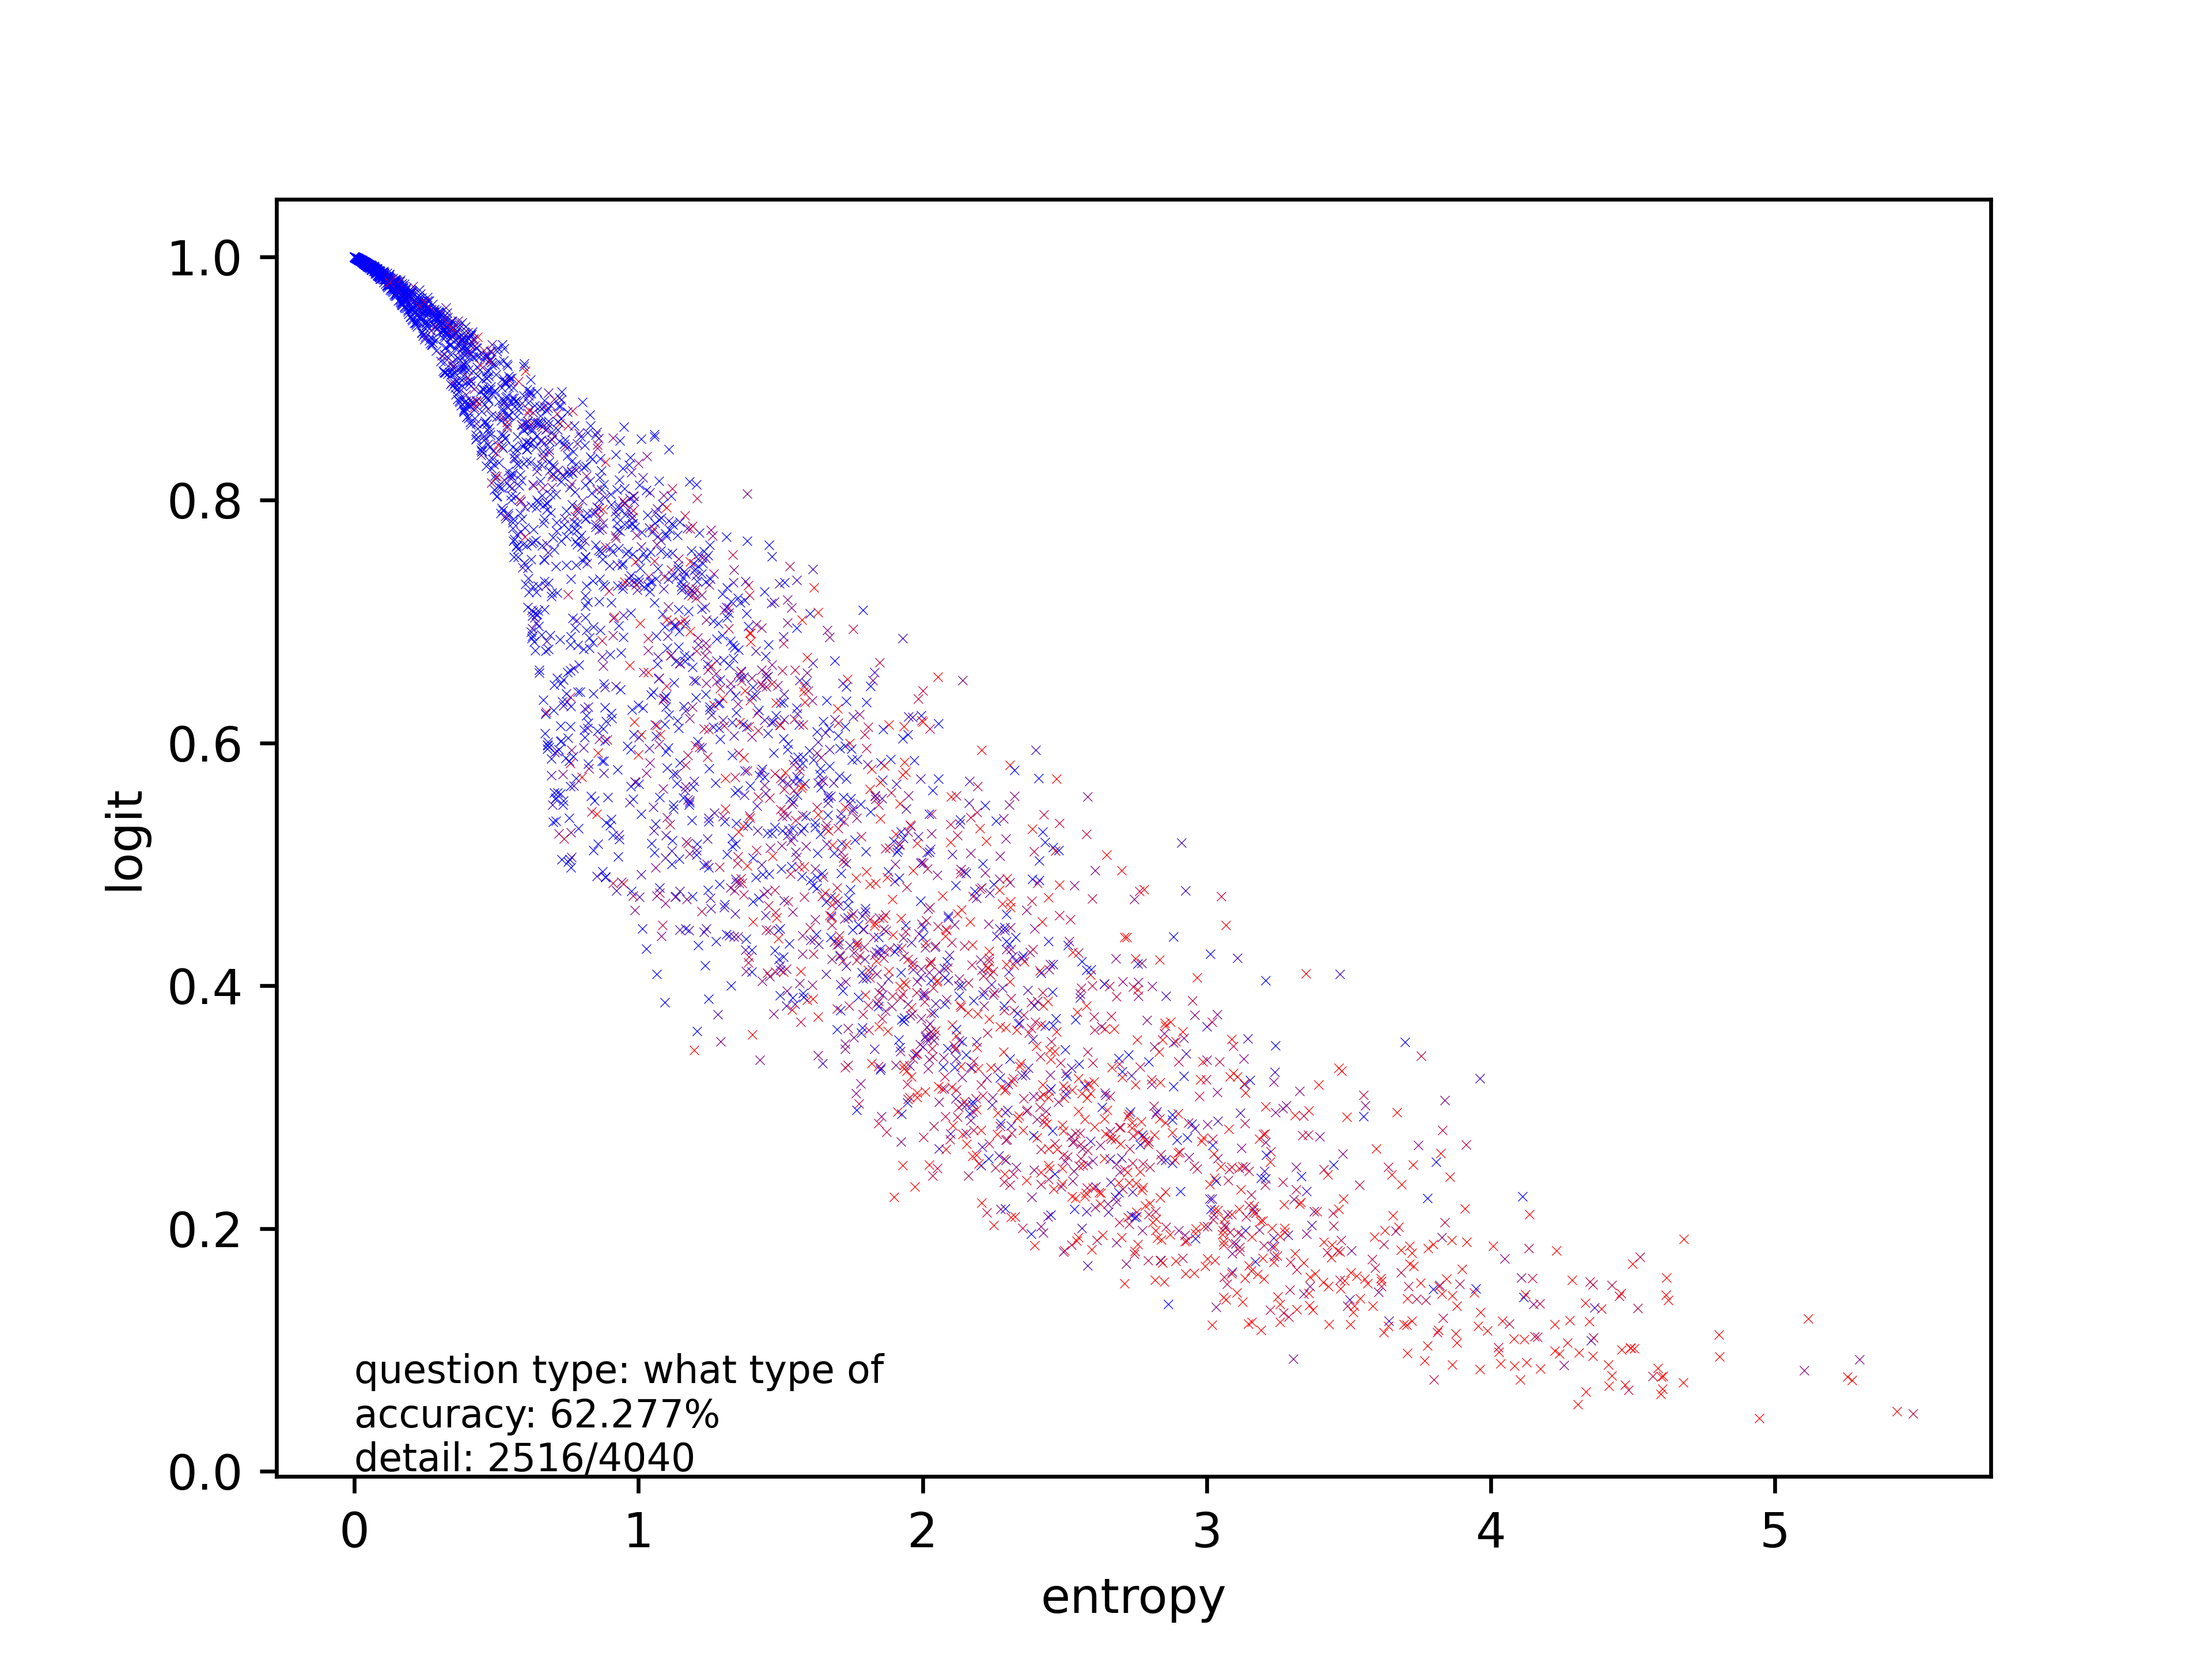 1.0
0.8
0.6
0.4
0.2
0.0
logit
question type: what type of
accuracy: 62.277%
detail: 2516/4040
0 1 2 3 4 5
entropy